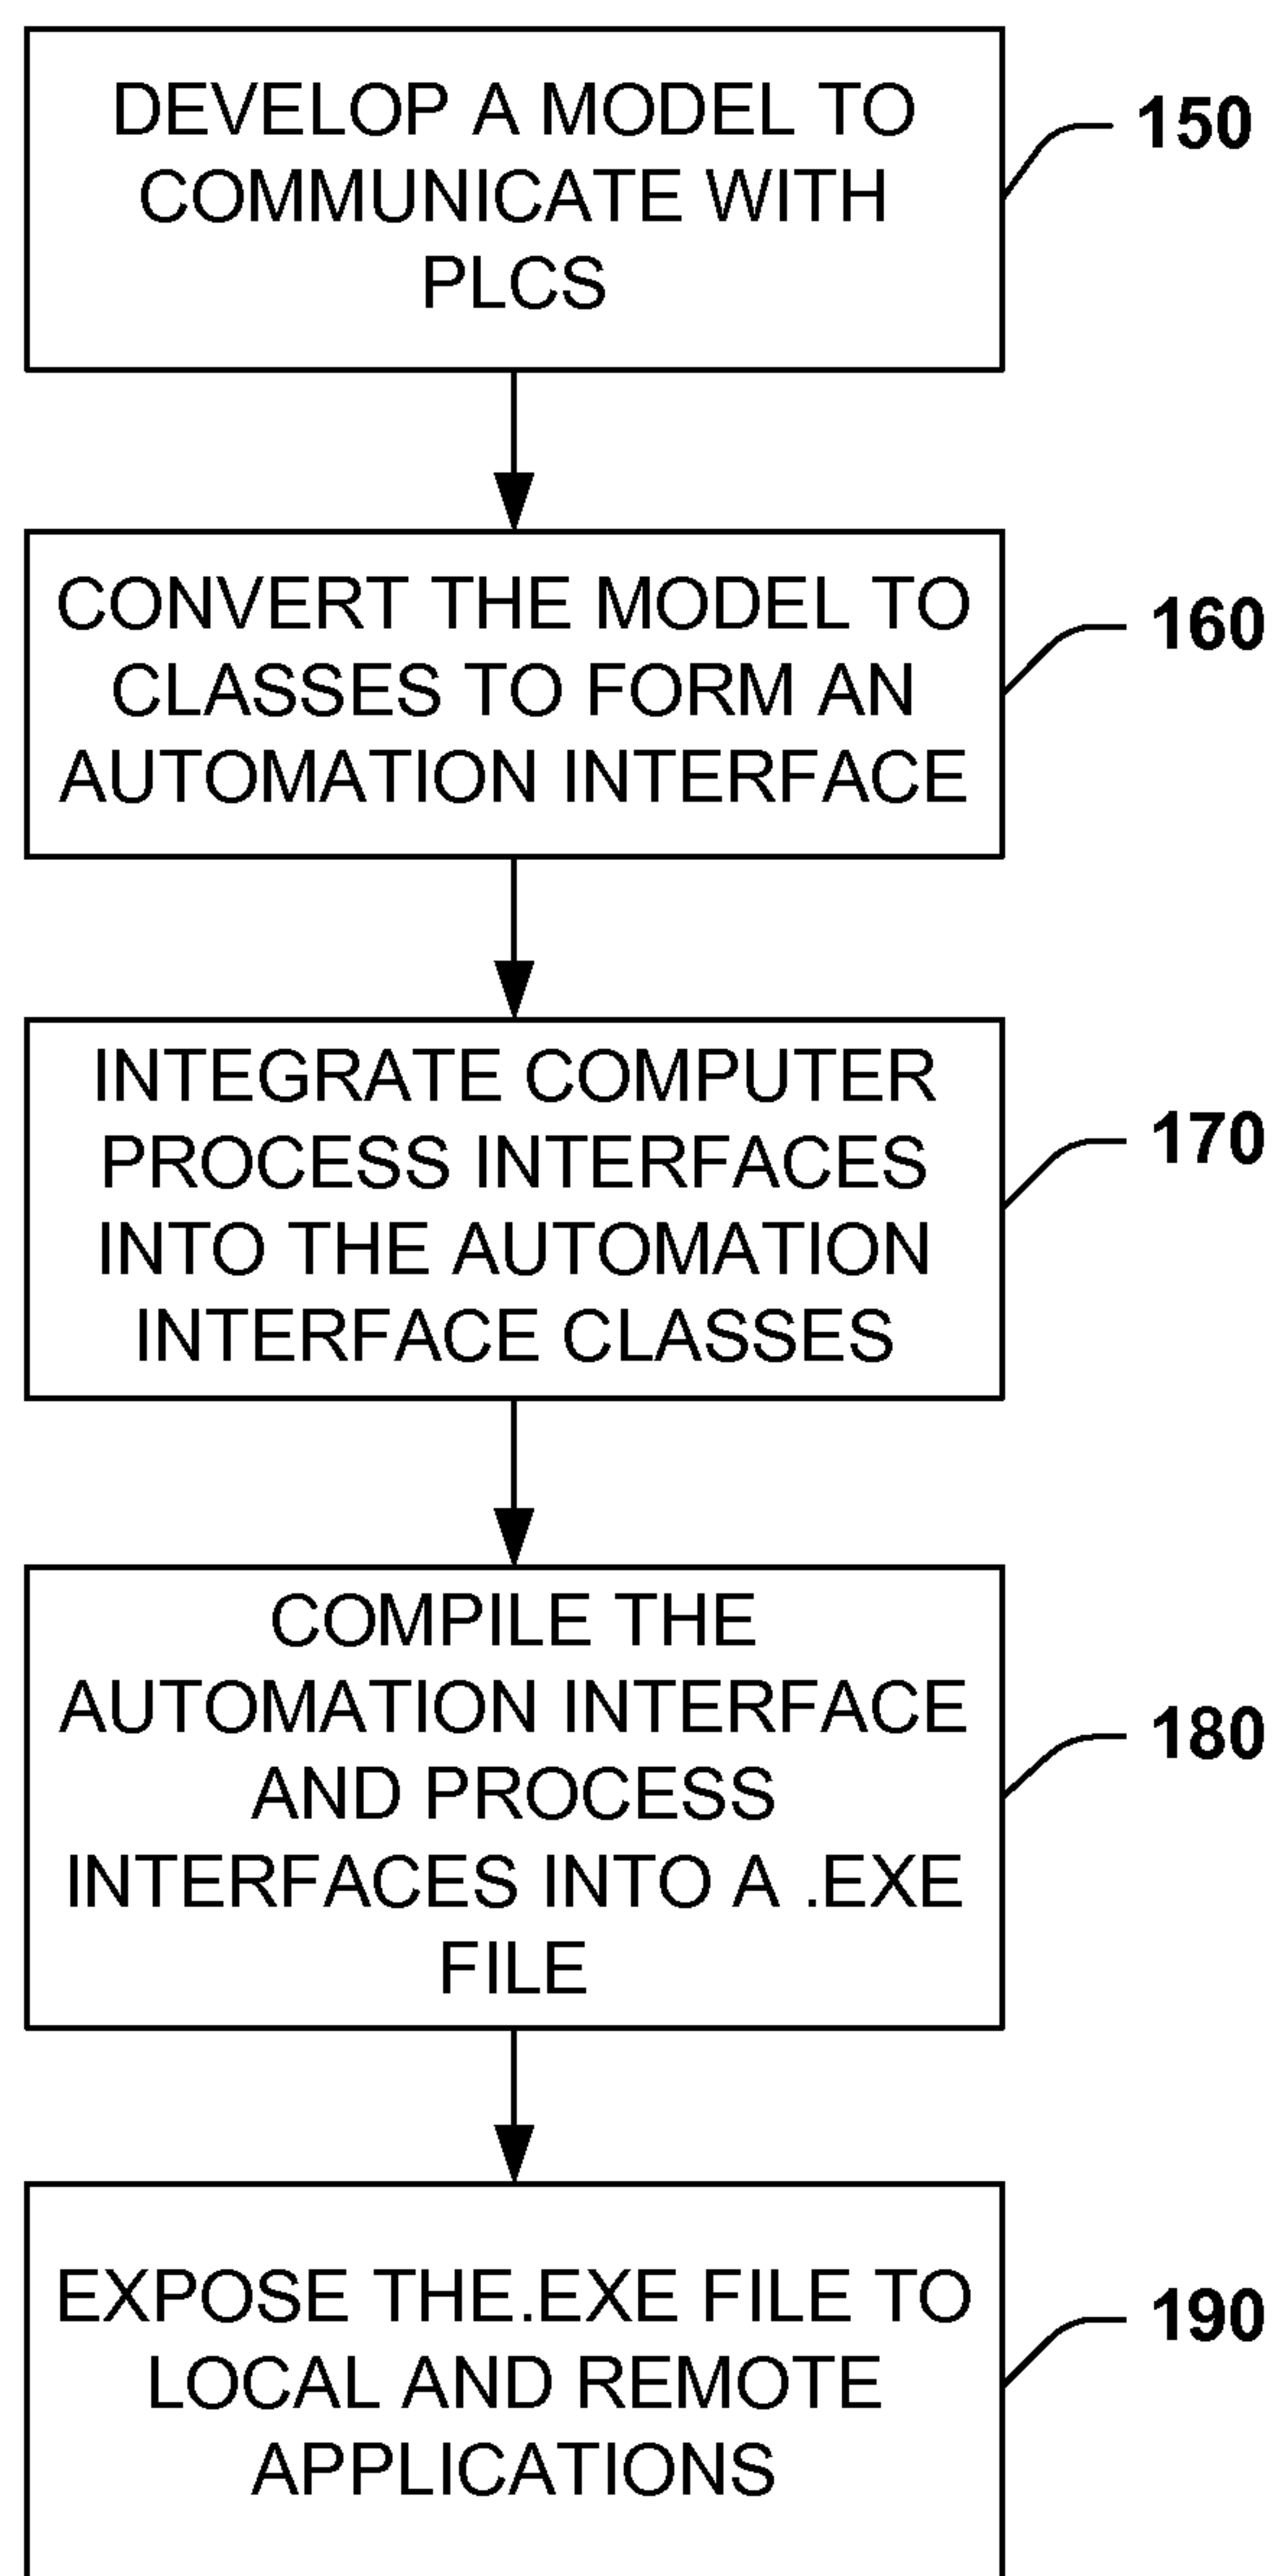 DEVELOP A MODEL TO
COMMUNICATE WITH
PLCS
150
CONVERT THE MODEL TO
CLASSES TO FORM AN
AUTOMATION INTERFACE
160
INTEGRATE COMPUTER
PROCESS INTERFACES
INTO THE AUTOMATION
INTERFACE CLASSES
170
COMPILE THE
AUTOMATION INTERFACE
AND PROCESS
INTERFACES INTO A .EXE
FILE
180
EXPOSE THE.EXE FILE TO
LOCAL AND REMOTE
APPLICATIONS
190